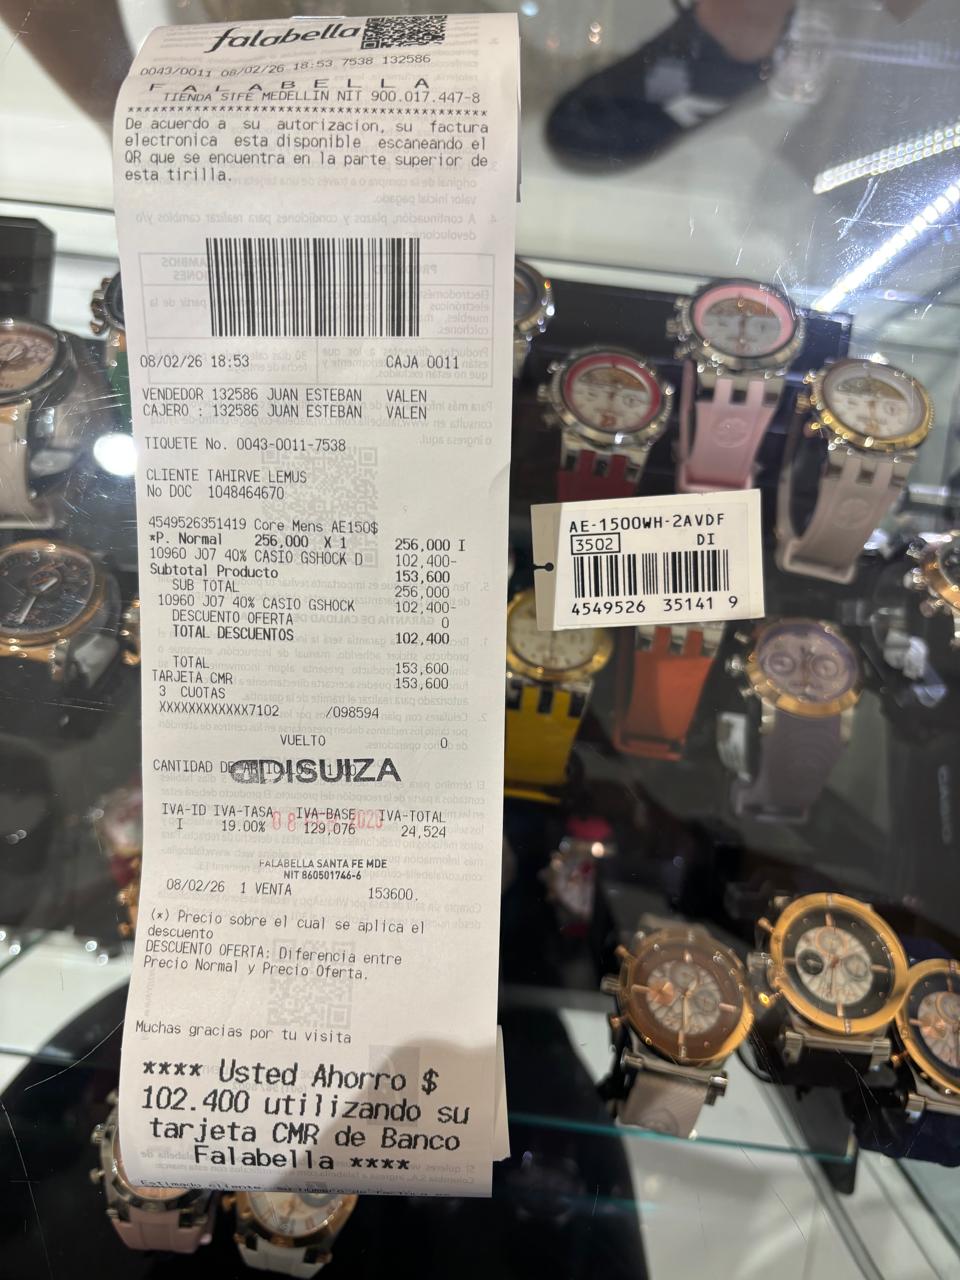 falabella
0043/0011 08/02/26 18:53 7538 132586
F A L A B E L L A
TIENDA STFE MEDELLIN NIT 900.017.447-8
****************************************
De acuerdo a su autorizacion, su factura
electronica esta disponible escaneando el
QR que se encuentra en la parte superior de
esta tirilla.
08/02/26 18:53 CAJA 0011
VENDEDOR 132586 JUAN ESTEBAN VALEN
CAJERO : 132586 JUAN ESTEBAN VALEN
TIQUETE No. 0043-0011-7538
CLIENTE TAHIRVE LEMUS
No DOC 1048464670
4549526351419 Core Mens AE150$
*P. Normal 256,000 X 1 256,000 I
10960 J07 40% CASIO GSHOCK D 102,400-
Subtotal Producto 153,600
SUB TOTAL 256,000
10960 J07 40% CASIO GSHOCK 102,400-
DESCUENTO OFERTA 0
TOTAL DESCUENTOS 102,400
TOTAL 153,600
TARJETA CMR 153,600
3 CUOTAS
XXXXXXXXXXXX7102 /098594
VUELTO 0
CANTIDAD DE
DISUIZA
IVA-ID IVA-TASA IVA-BASE IVA-TOTAL
I 19.00% 129,076 24,524
FALABELLA SANTA FE MDE
NIT 860501746-6
08/02/26 1 VENTA 153600.
(*) Precio sobre el cual se aplica el
descuento
DESCUENTO OFERTA: Diferencia entre
Precio Normal y Precio Oferta.
Muchas gracias por tu visita
**** Usted Ahorro $
102.400 utilizando su
tarjeta CMR de Banco
Falabella ****
AE-1500WH-2AVDF
3502 DI
4549526 35141 9